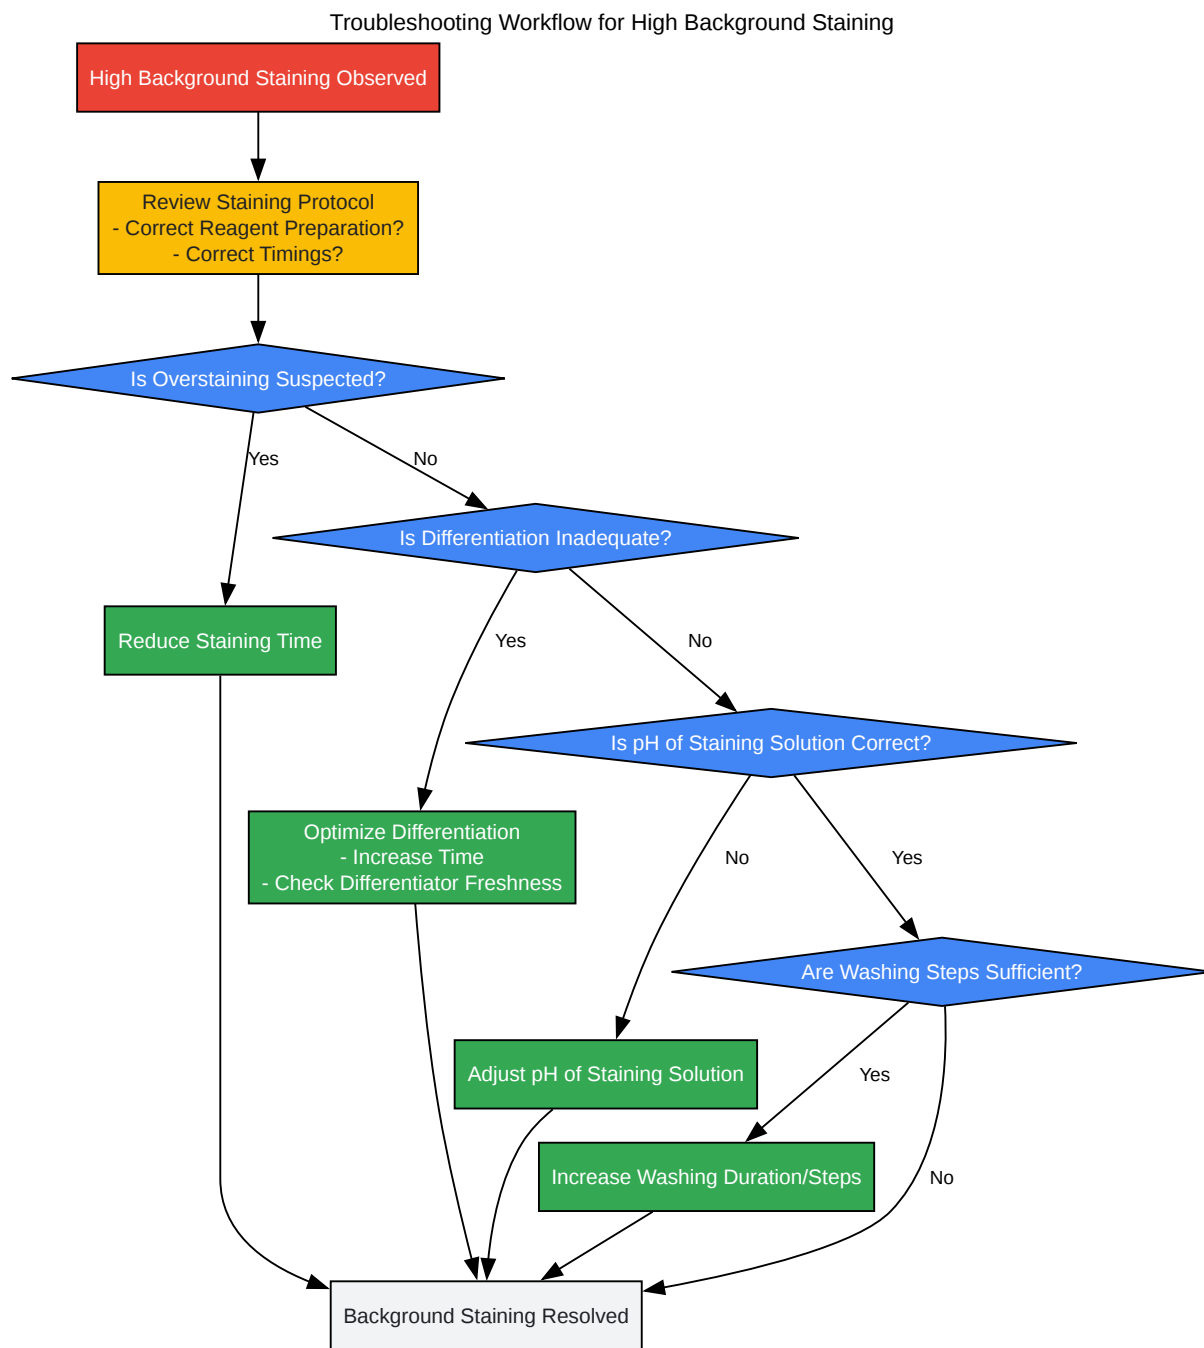 Troubleshooting Workflow for High Background Staining
High Background Staining Observed
Review Staining Protocol
- Correct Reagent Preparation?
- Correct Timings?
Is Overstaining Suspected?
Yes
No
Is Differentiation Inadequate?
Reduce Staining Time
Yes
No
Is pH of Staining Solution Correct?
Optimize Differentiation
- Increase Time
- Check Differentiator Freshness
No
Yes
Are Washing Steps Sufficient?
Adjust pH of Staining Solution
Yes
Increase Washing Duration/Steps
No
Background Staining Resolved